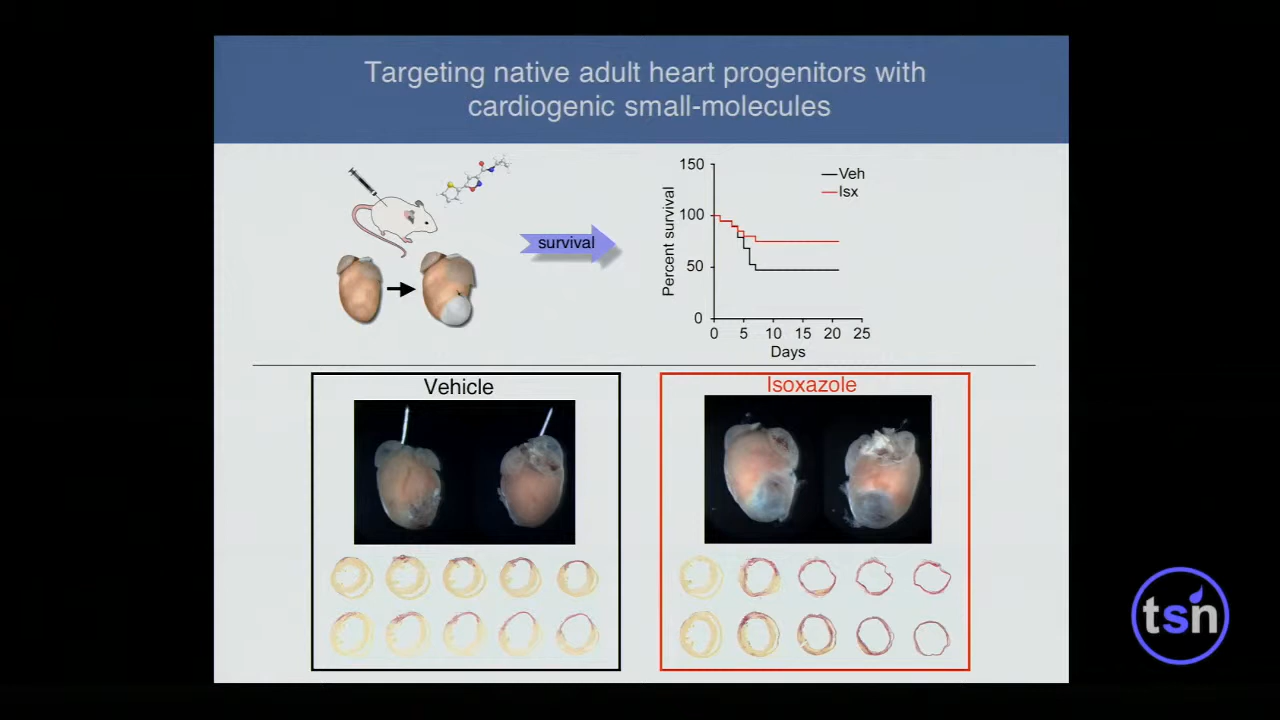 Targeting native adult heart progenitors with
cardiogenic small-molecules
survival
Percent survival
150
100
50
0
0 5 10 15 20 25
Days
Veh
Isx
Vehicle
Isoxazole
tsn